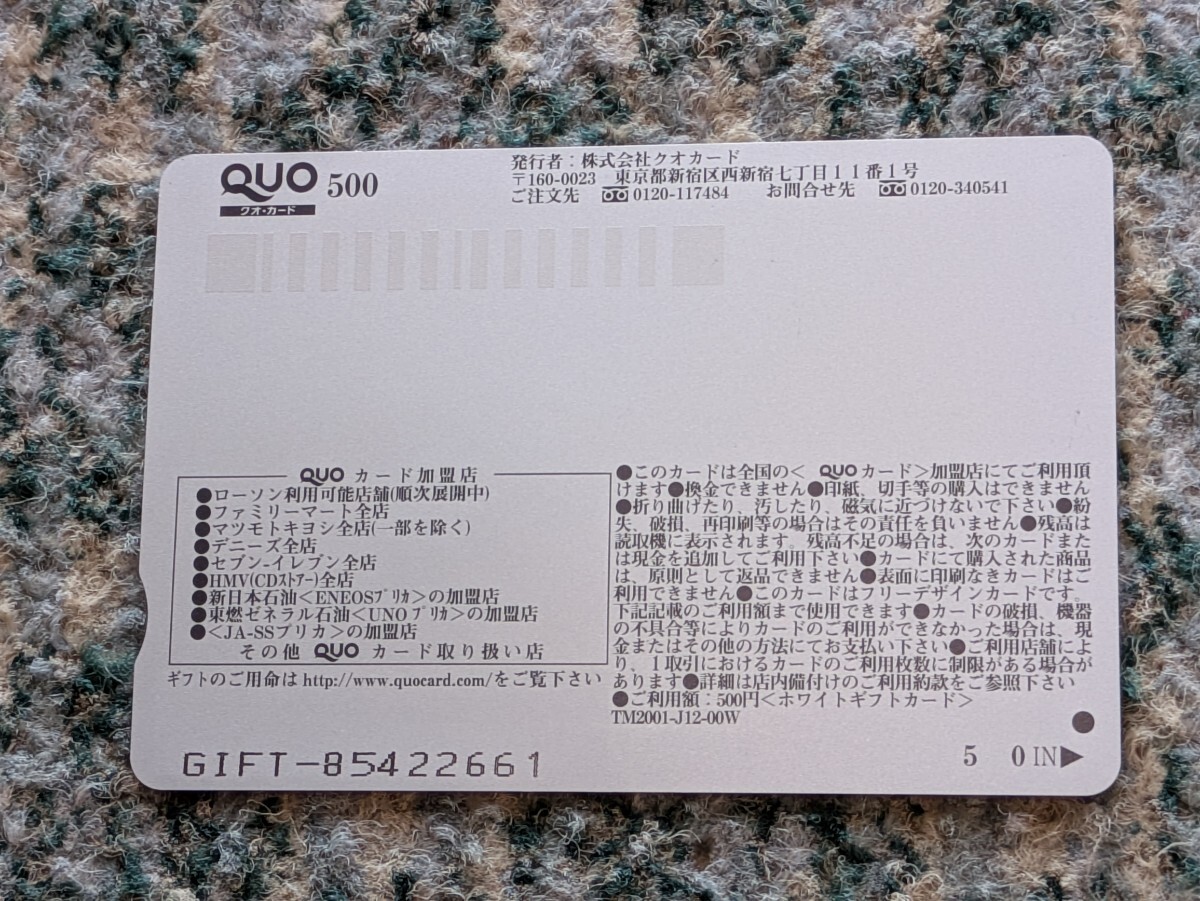 QUO 500
クオ・カード
発行者：株式会社クオカード
〒160-0023 東京都新宿区西新宿七丁目１１番１号
ご注文先 0120-117484 お問合せ先 0120-340541
QUO カード加盟店
●ローソン利用可能店舗(順次展開中)
●ファミリーマート全店
●マツモトキヨシ全店(一部を除く)
●デニーズ全店
●セブン-イレブン全店
●HMV(CDｽﾄｱｰ)全店
●新日本石油<ENEOSﾌﾟﾘｶ>の加盟店
●東燃ゼネラル石油<UNO ﾌﾟﾘｶ>の加盟店
●<JA-SSプリカ>の加盟店
その他 QUO カード取り扱い店
ギフトのご用命は http://www.quocard.com/をご覧下さい
●このカードは全国の< QUO カード>加盟店にてご利用頂
けます●換金できません●印紙、切手等の購入はできません
●折り曲げたり、汚したり、磁気に近づけないで下さい●紛
失、破損、再印刷等の場合はその責任を負いません●残高は
読取機に表示されます。残高不足の場合は、次のカードまた
は現金を追加してご利用下さい●カードにて購入された商品
は、原則として返品できません●表面に印刷なきカードはご
利用できません●このカードはフリーデザインカードです。
下記記載のご利用額まで使用できます●カードの破損、機器
の不具合等によりカードのご利用ができなかった場合は、現
金またはその他の方法にてお支払い下さい●ご利用店舗によ
り、１取引におけるカードのご利用枚数に制限がある場合が
あります●詳細は店内備付けのご利用約款をご参照下さい
●ご利用額：500円<ホワイトギフトカード>
TM2001-J12-00W
GIFT-85422661
5 0 IN▶